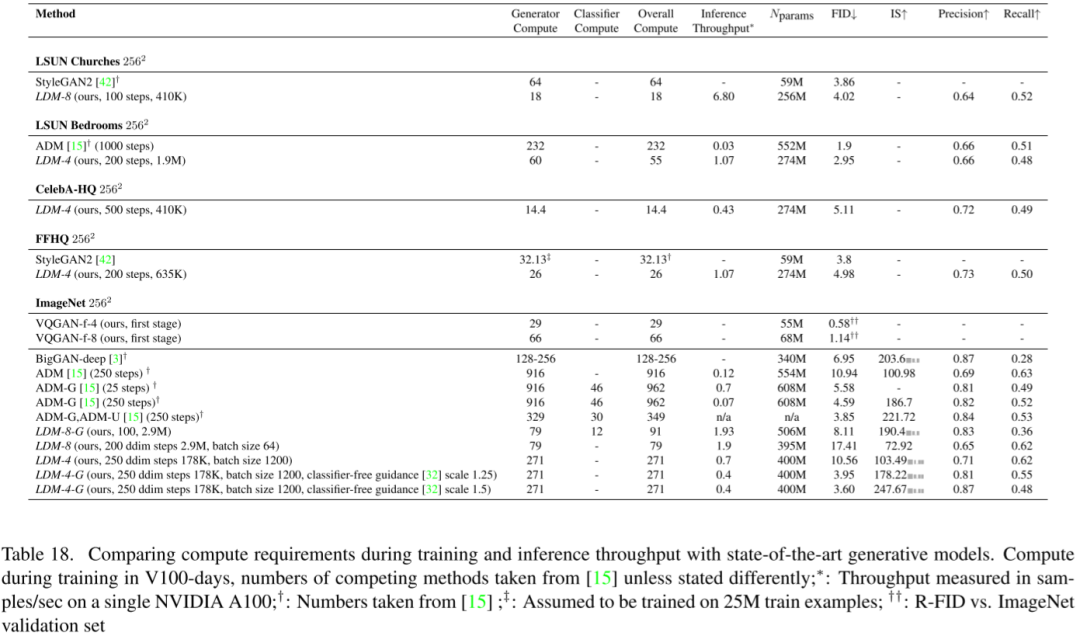 Method Generator Classifier Overall Inference Nparams FID↓ IS↑ Precision↑ Recall↑
Compute Compute Compute Throughput*
LSUN Churches 256²
StyleGAN2 [42]† 64 - 64 - 59M 3.86 - - -
LDM-8 (ours, 100 steps, 410K) 18 - 18 6.80 256M 4.02 - 0.64 0.52
LSUN Bedrooms 256²
ADM [15]† (1000 steps) 232 - 232 0.03 552M 1.9 - 0.66 0.51
LDM-4 (ours, 200 steps, 1.9M) 60 - 55 1.07 274M 2.95 - 0.66 0.48
CelebA-HQ 256²
LDM-4 (ours, 500 steps, 410K) 14.4 - 14.4 0.43 274M 5.11 - 0.72 0.49
FFHQ 256²
StyleGAN2 [42] 32.13‡ - 32.13† - 59M 3.8 - - -
LDM-4 (ours, 200 steps, 635K) 26 - 26 1.07 274M 4.98 - 0.73 0.50
ImageNet 256²
VQGAN-f-4 (ours, first stage) 29 - 29 - 55M 0.58†† - - -
VQGAN-f-8 (ours, first stage) 66 - 66 - 68M 1.14†† - - -
BigGAN-deep [3]† 128-256 128-256 - 340M 6.95 203.6 0.87 0.28
ADM [15] (250 steps) † 916 - 916 0.12 554M 10.94 100.98 0.69 0.63
ADM-G [15] (25 steps) † 916 46 962 0.7 608M 5.58 - 0.81 0.49
ADM-G [15] (250 steps)† 916 46 962 0.07 608M 4.59 186.7 0.82 0.52
ADM-G,ADM-U [15] (250 steps)† 329 30 349 n/a n/a 3.85 221.72 0.84 0.53
LDM-8-G (ours, 100, 2.9M) 79 12 91 1.93 506M 8.11 190.4 0.83 0.36
LDM-8 (ours, 200 ddim steps 2.9M, batch size 64) 79 - 79 1.9 395M 17.41 72.92 0.65 0.62
LDM-4 (ours, 250 ddim steps 178K, batch size 1200) 271 - 271 0.7 400M 10.56 103.49 0.71 0.62
LDM-4-G (ours, 250 ddim steps 178K, batch size 1200, classifier-free guidance [32] scale 1.25) 271 - 271 0.4 400M 3.95 178.22 0.81 0.55
LDM-4-G (ours, 250 ddim steps 178K, batch size 1200, classifier-free guidance [32] scale 1.5) 271 - 271 0.4 400M 3.60 247.67 0.87 0.48
Table 18. Comparing compute requirements during training and inference throughput with state-of-the-art generative models. Compute
during training in V100-days, numbers of competing methods taken from [15] unless stated differently;*: Throughput measured in sam-
ples/sec on a single NVIDIA A100;†: Numbers taken from [15] ;‡: Assumed to be trained on 25M train examples; ††: R-FID vs. ImageNet
validation set